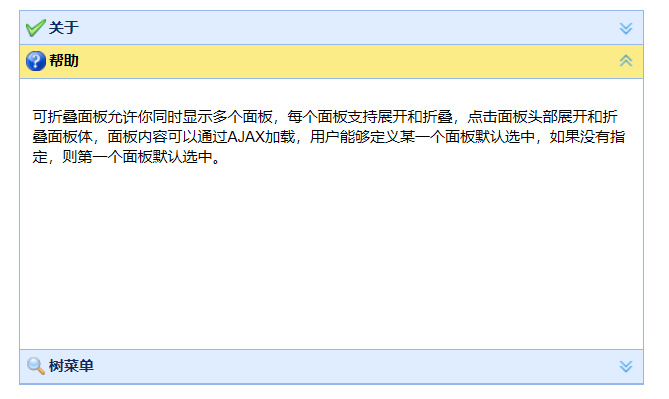 关于
帮助
可折叠面板允许你同时显示多个面板，每个面板支持展开和折叠，点击面板头部展开和折
叠面板体，面板内容可以通过AJAX加载，用户能够定义某一个面板默认选中，如果没有指
定，则第一个面板默认选中。
树菜单